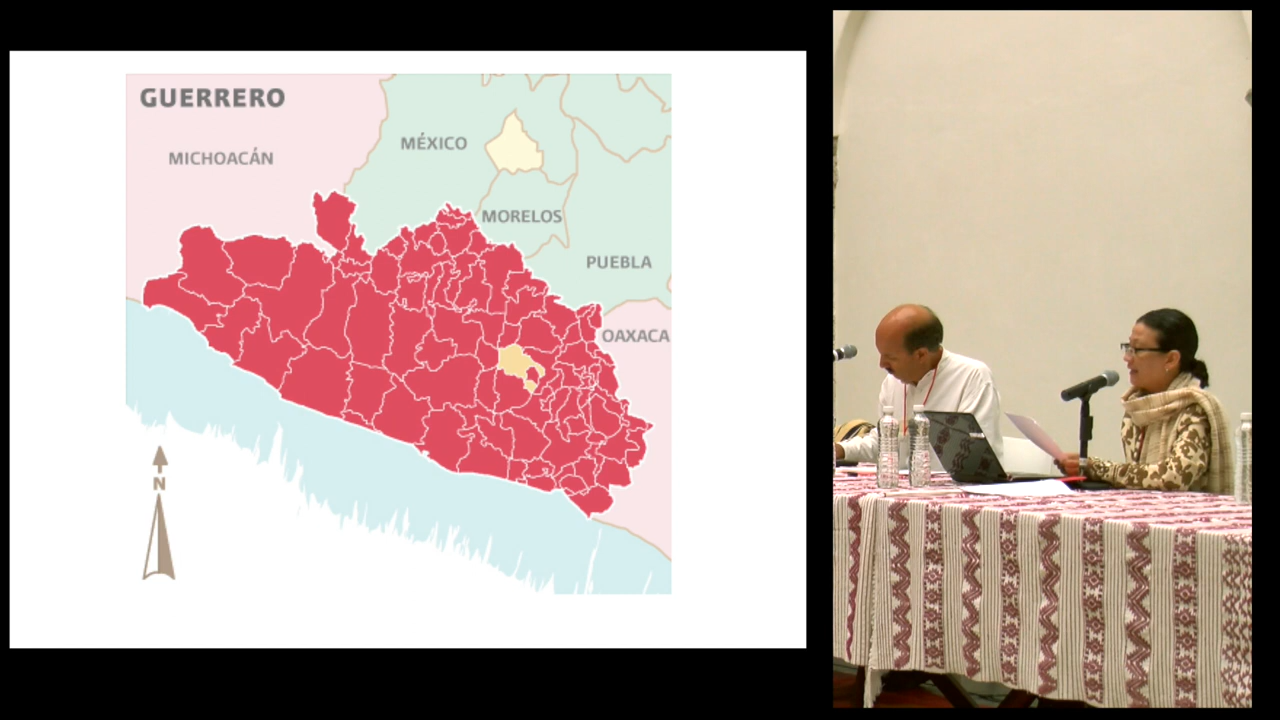 GUERRERO
MICHOACÁN
MÉXICO
MORELOS
PUEBLA
OAXACA
N